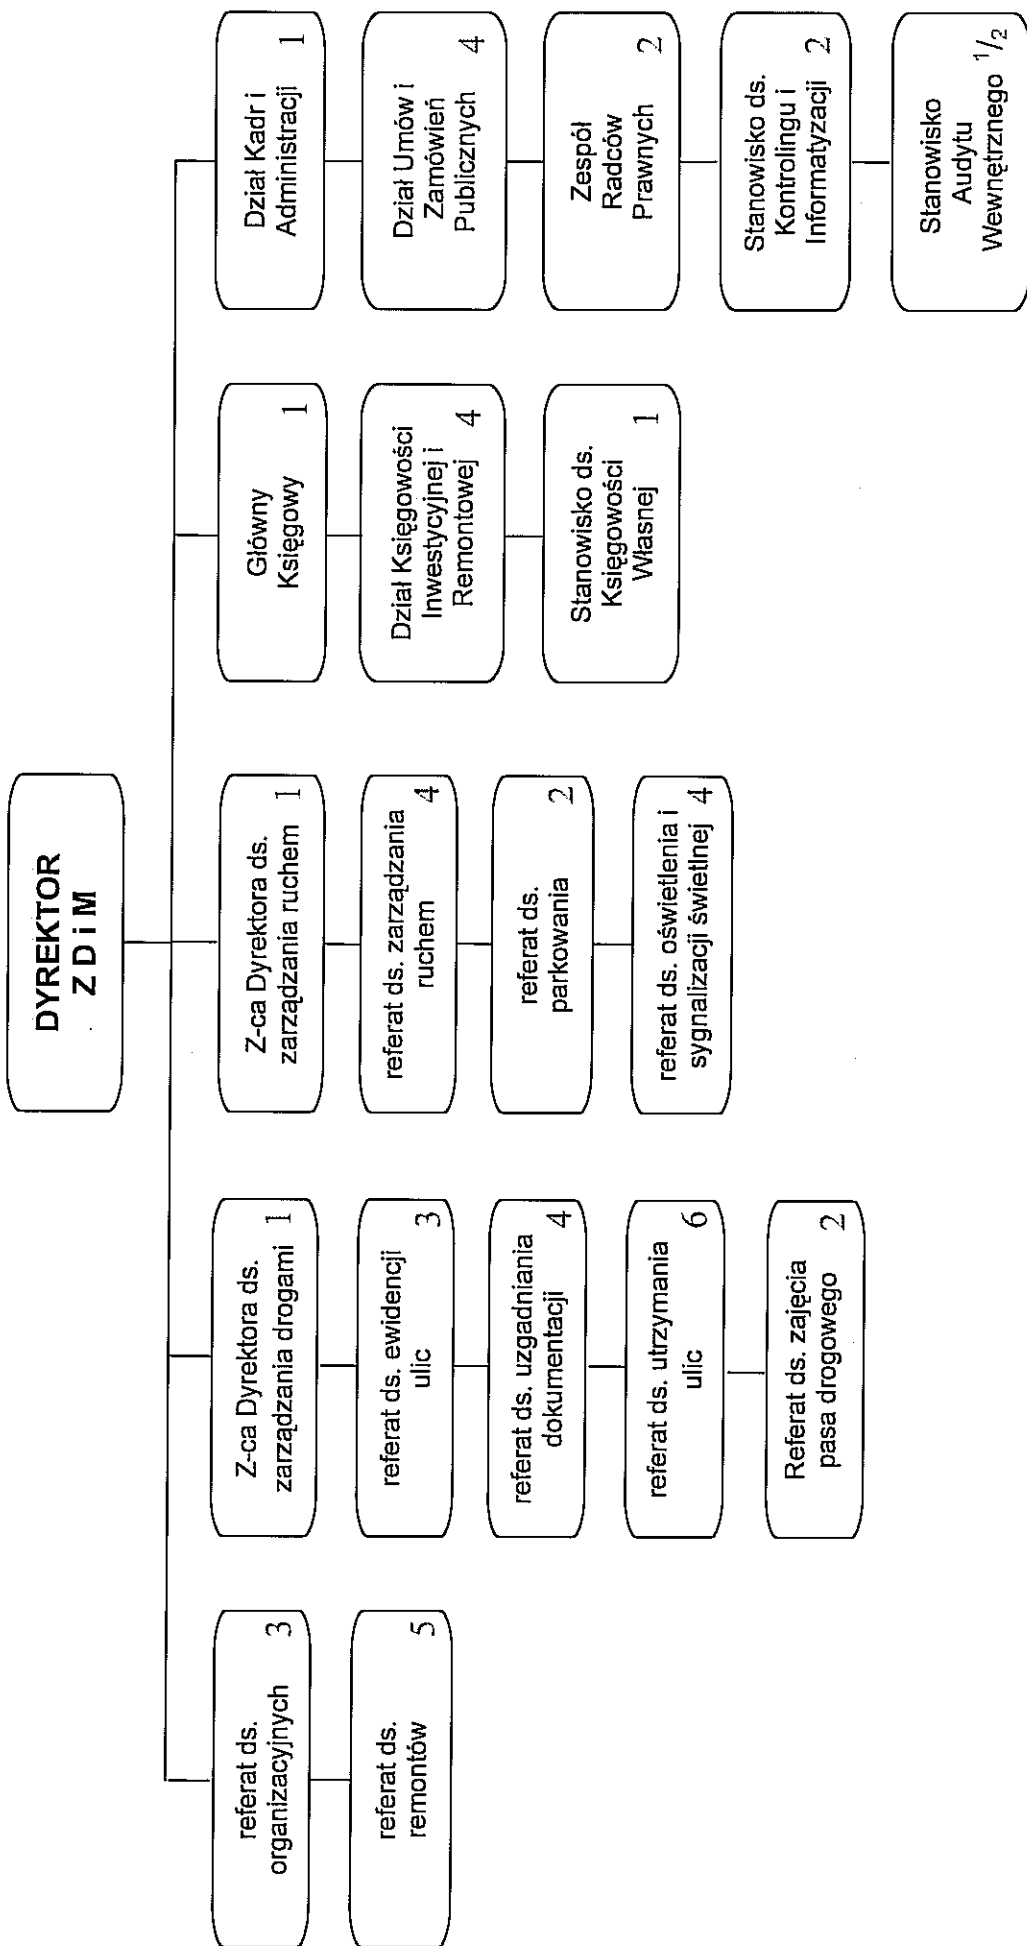 DYREKTOR
Z D i M
referat ds.
organizacyjnych 3
referat ds.
remontów 5
Z-ca Dyrektora ds.
zarządzania drogami 1
referat ds. ewidencji
ulic 3
referat ds. uzgadniania
dokumentacji 4
referat ds. utrzymania
ulic 6
Referat ds. zajęcia
pasa drogowego 2
Z-ca Dyrektora ds.
zarządzania ruchem 1
referat ds. zarządzania
ruchem 4
referat ds.
parkowania 2
referat ds. oświetlenia i
sygnalizacji świetlnej 4
Główny
Księgowy 1
Dział Księgowości
Inwestycyjnej i
Remontowej 4
Stanowisko ds.
Księgowości
Własnej 1
Dział Kadr i
Administracji 1
Dział Umów i
Zamówień
Publicznych 4
Zespół
Radców
Prawnych 2
Stanowisko ds.
Kontrolingu i
Informatyzacji 2
Stanowisko
Audytu
Wewnętrznego 1/2